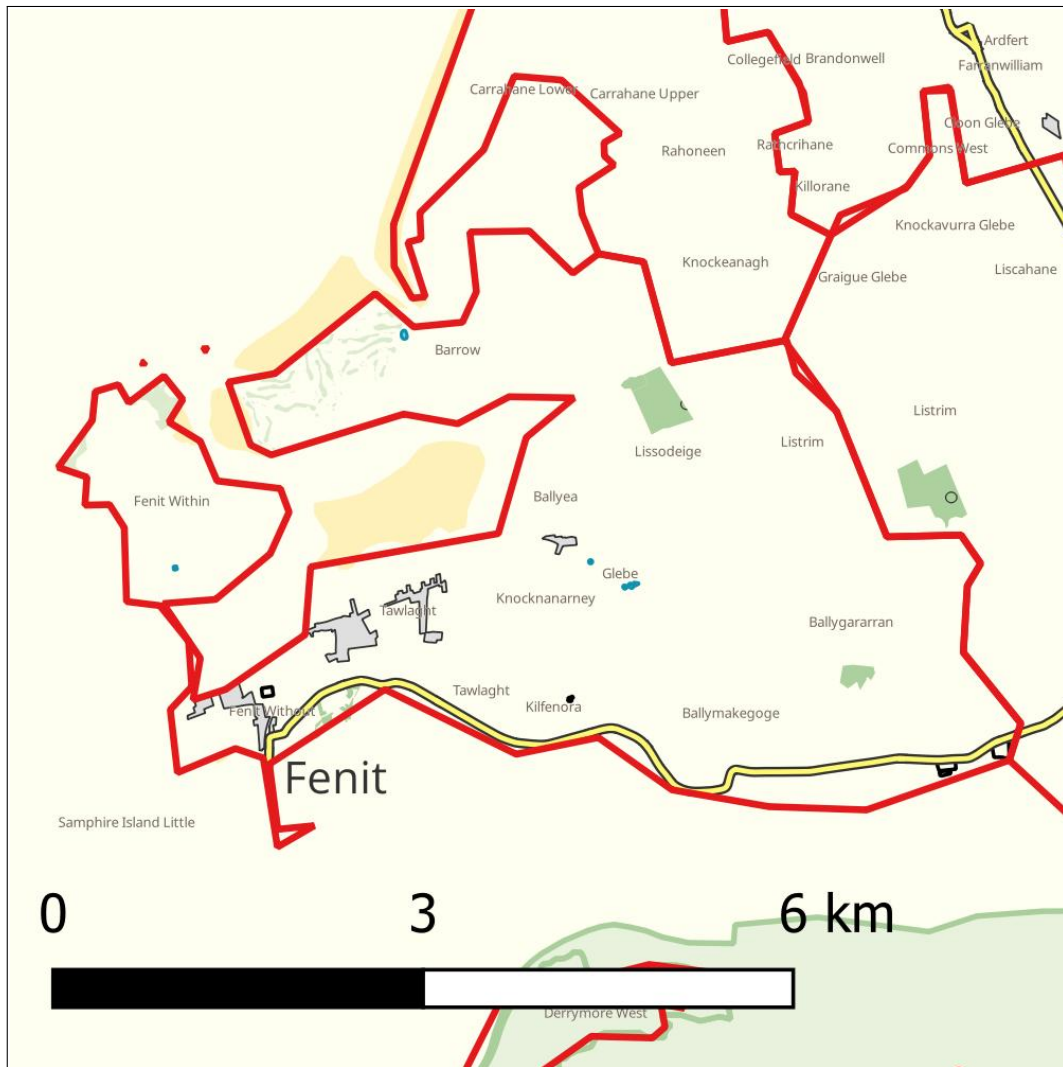 Ardfert
Collegefield Brandonwell
Farranwilliam
Carrahane Lower
Carrahane Upper
Cloon Glebe
Rahoneen
Rathcrihane
Commons West
Killorane
Knockavurra Glebe
Knockeanagh
Liscahane
Graigue Glebe
Barrow
Listrim
Listrim
Lissodeige
Fenit Within
Ballyea
Glebe
Knocknanarney
Tawlaght
Ballygararran
Tawlaght
Kilfenora
Fenit Without
Ballymakegoge
Fenit
Samphire Island Little
0 3 6 km
Derrymore West